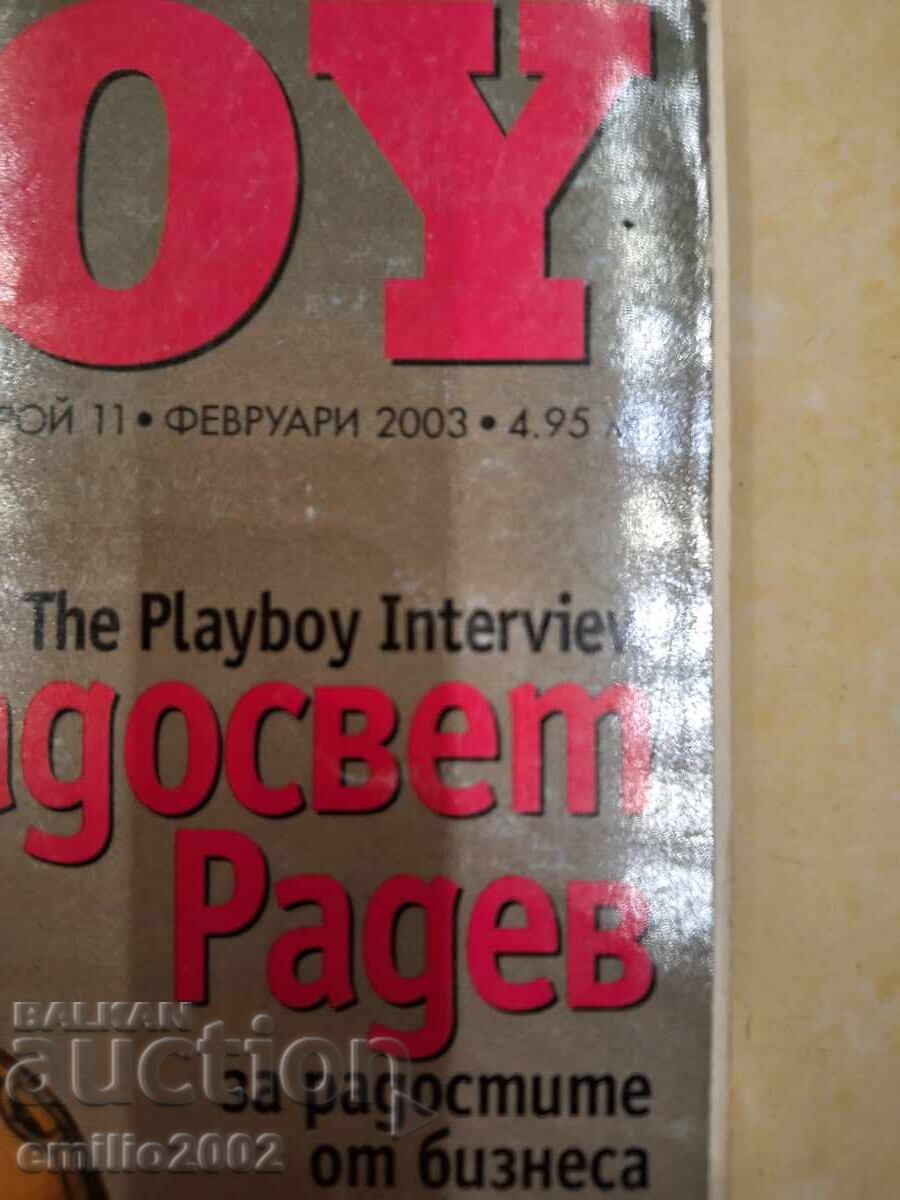 OY
РОЙ 11 • ФЕВРУАРИ 2003 • 4.95
The Playboy Interview
адосвет
Радев
за радостите
от бизнеса
BALKAN
auction
emilio2002